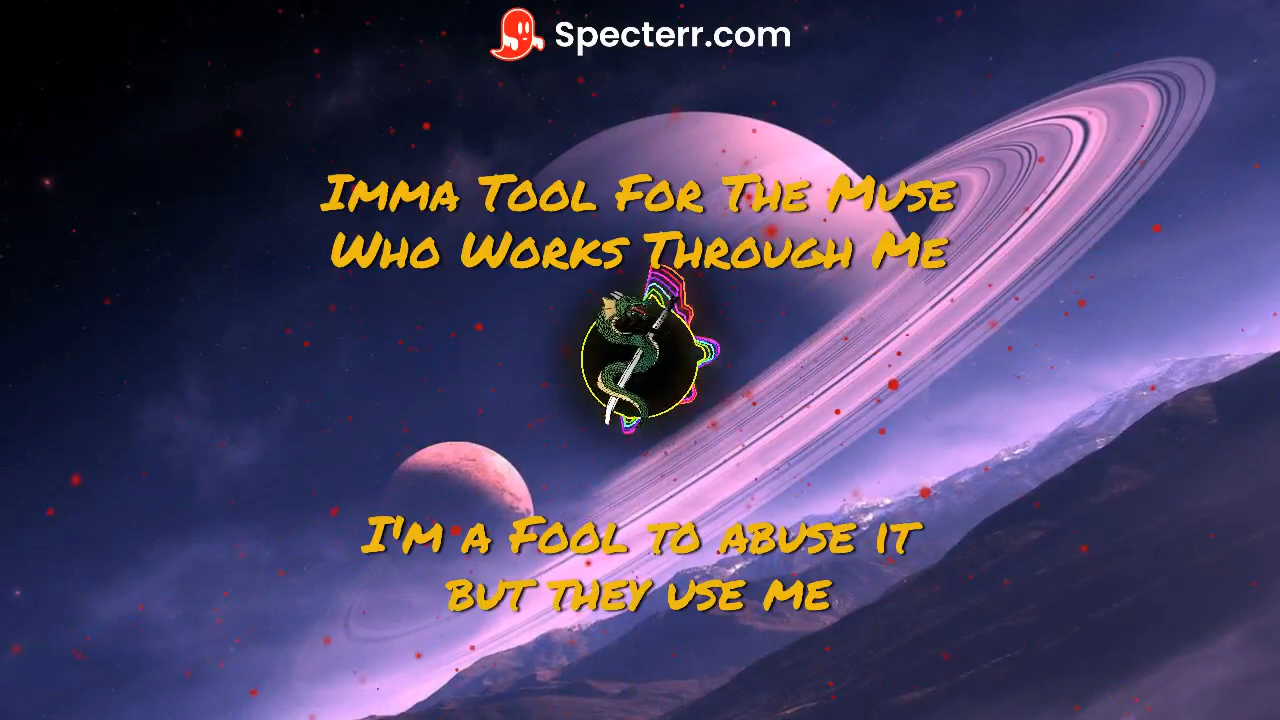 Specterr.com
Imma Tool For The Muse
Who Works Through Me
I'm a Fool to abuse it
but they use me